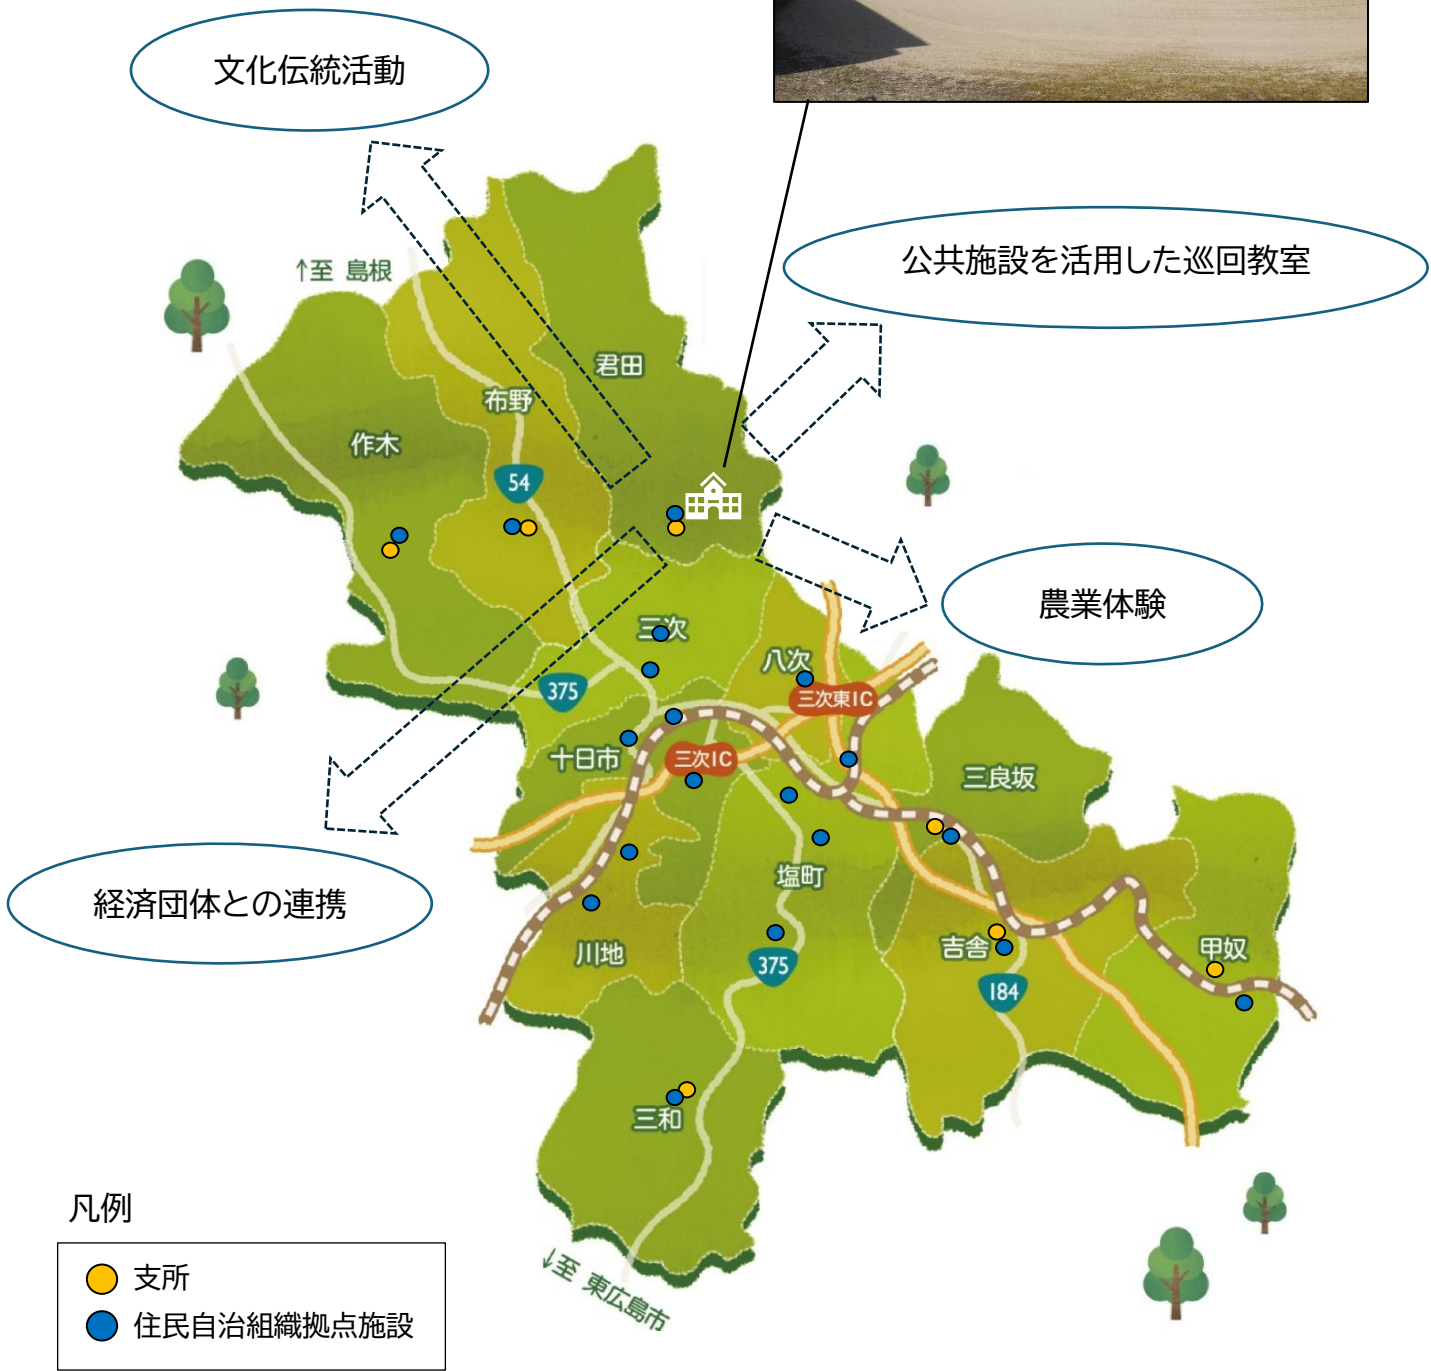 文化伝統活動
公共施設を活用した巡回教室
↑至 島根
君田
布野
作木
54
農業体験
三次
八次
375
三次東IC
十日市
三次IC
三良坂
塩町
経済団体との連携
川地
吉舎
甲奴
375
184
三和
凡例
支所
住民自治組織拠点施設
↓至 東広島市